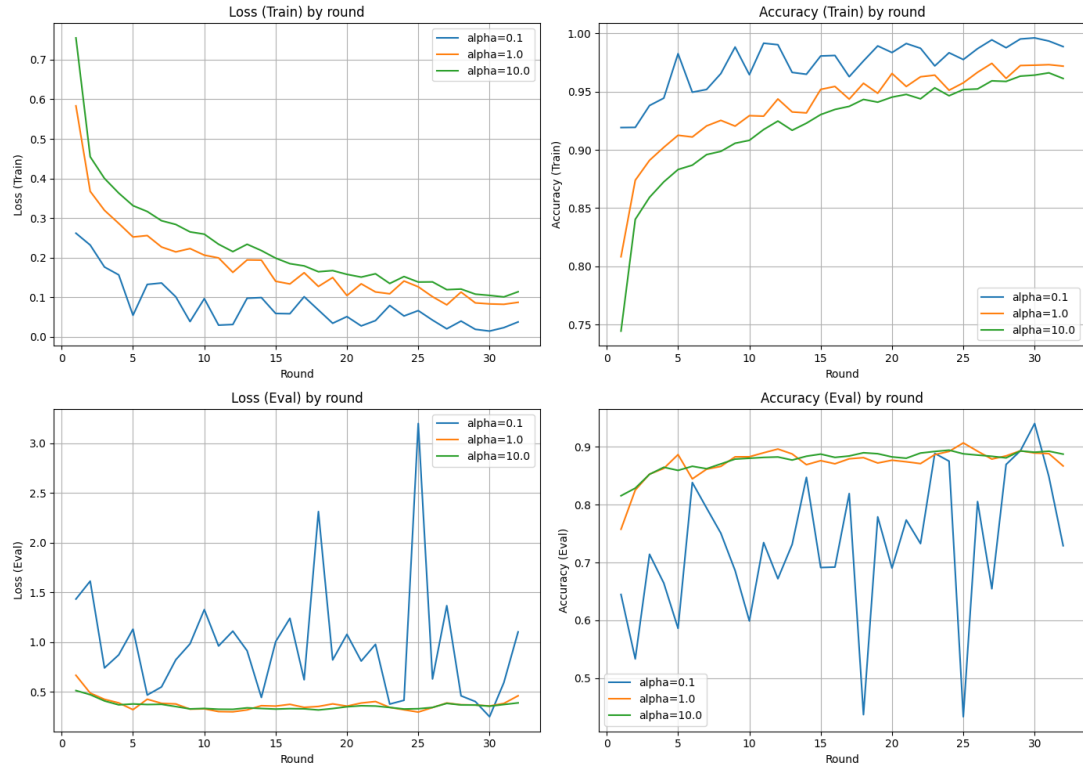 Loss (Train) by round
Loss (Train)
0.7
0.6
0.5
0.4
0.3
0.2
0.1
0.0
alpha=0.1
alpha=1.0
alpha=10.0
0
5
10
15
20
25
30
Round
Accuracy (Train) by round
Accuracy (Train)
1.00
0.95
0.90
0.85
0.80
0.75
alpha=0.1
alpha=1.0
alpha=10.0
0
5
10
15
20
25
30
Round
Loss (Eval) by round
Loss (Eval)
3.0
2.5
2.0
1.5
1.0
0.5
alpha=0.1
alpha=1.0
alpha=10.0
0
5
10
15
20
25
30
Round
Accuracy (Eval) by round
Accuracy (Eval)
0.9
0.8
0.7
0.6
0.5
alpha=0.1
alpha=1.0
alpha=10.0
0
5
10
15
20
25
30
Round